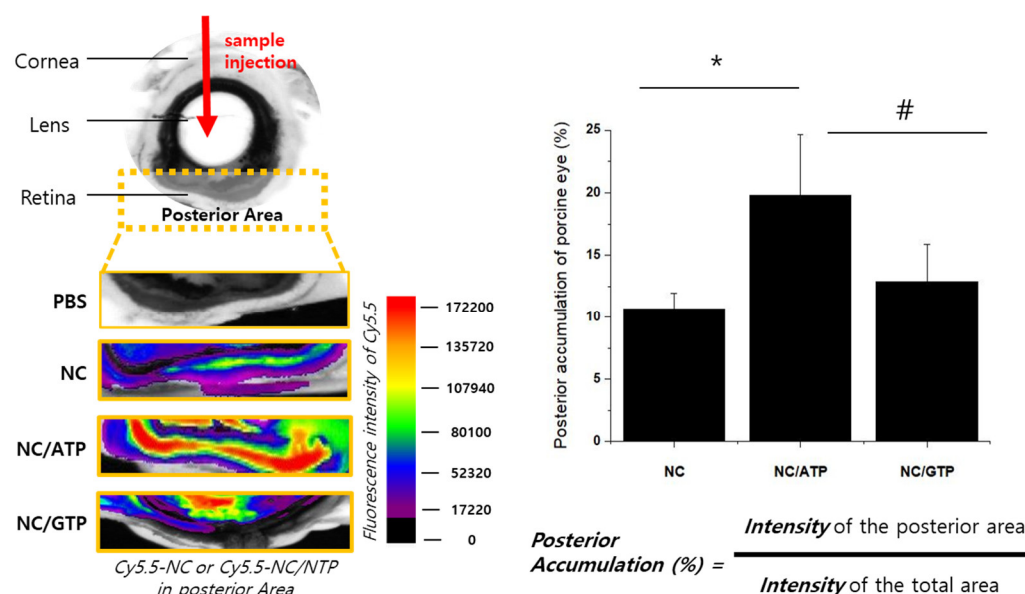 sample
injection
Cornea
Lens
Retina
Posterior Area
PBS
NC
NC/ATP
NC/GTP
Fluorescence intensity of Cy5.5
172200
135720
107940
80100
52320
17220
0
Cy5.5-NC or Cy5.5-NC/NTP
in posterior Area
*
#
Posterior accumulation of porcine eye (%)
25
20
15
10
5
0
NC
NC/ATP
NC/GTP
Posterior
Accumulation (%) =
Intensity of the posterior area
Intensity of the total area